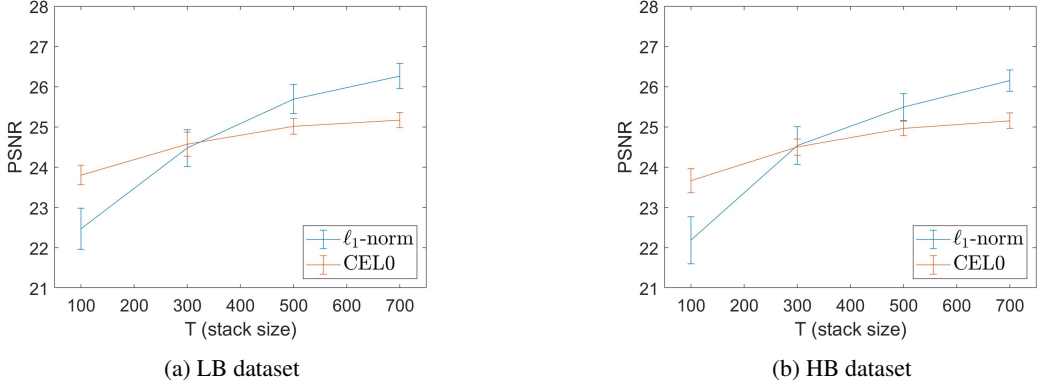 28
27
26
25
24
23
22
21
PSNR
100 200 300 400 500 600 700
T (stack size)
ℓ₁-norm
CEL0
(a) LB dataset
28
27
26
25
24
23
22
21
PSNR
100 200 300 400 500 600 700
T (stack size)
ℓ₁-norm
CEL0
(b) HB dataset